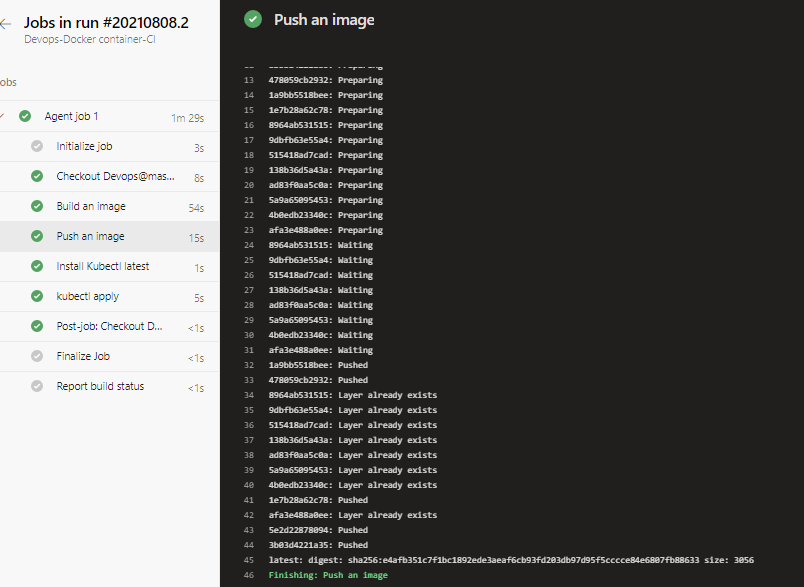 Jobs in run #20210808.2
Devops-Docker container-CI
obs
Agent job 1 1m 29s
Initialize job 3s
Checkout Devops@mas... 8s
Build an image 54s
Push an image 15s
Install Kubectl latest 1s
kubectl apply 5s
Post-job: Checkout D... <1s
Finalize Job <1s
Report build status <1s
Push an image
13 478059cb2932: Preparing
14 1a9bb5518bee: Preparing
15 1e7b28a62c78: Preparing
16 8964ab531515: Preparing
17 9dbfb63e55a4: Preparing
18 515418ad7cad: Preparing
19 138b36d5a43a: Preparing
20 ad83f0aa5c0a: Preparing
21 5a9a65095453: Preparing
22 4b0edb23340c: Preparing
23 afa3e488a0ee: Preparing
24 8964ab531515: Waiting
25 9dbfb63e55a4: Waiting
26 515418ad7cad: Waiting
27 138b36d5a43a: Waiting
28 ad83f0aa5c0a: Waiting
29 5a9a65095453: Waiting
30 4b0edb23340c: Waiting
31 afa3e488a0ee: Waiting
32 1a9bb5518bee: Pushed
33 478059cb2932: Pushed
34 8964ab531515: Layer already exists
35 9dbfb63e55a4: Layer already exists
36 515418ad7cad: Layer already exists
37 138b36d5a43a: Layer already exists
38 ad83f0aa5c0a: Layer already exists
39 5a9a65095453: Layer already exists
40 4b0edb23340c: Layer already exists
41 1e7b28a62c78: Pushed
42 afa3e488a0ee: Layer already exists
43 5e2d22878094: Pushed
44 3b03d4221a35: Pushed
45 latest: digest: sha256:e4afb351c7f1bc1892ede3aeaf6cb93fd203db97d95f5cccce84e6807fb88633 size: 3056
46 Finishing: Push an image